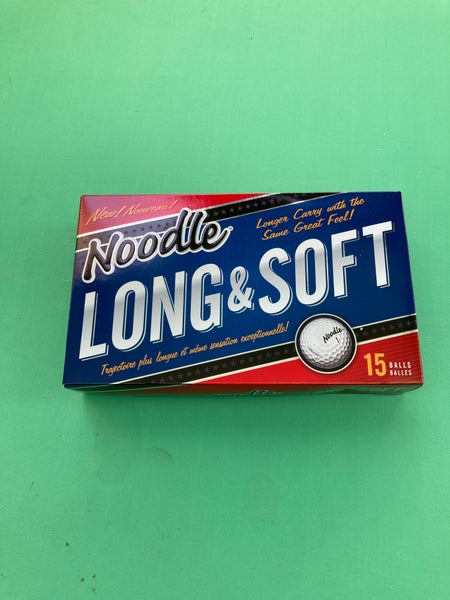 New! Nouveau!
Noodle
Longer Carry with the
Same Great Feel!
LONG & SOFT
Trajectoire plus longue et même sensation exceptionnelle!
Noodle
1
15 BALLS
BALLES